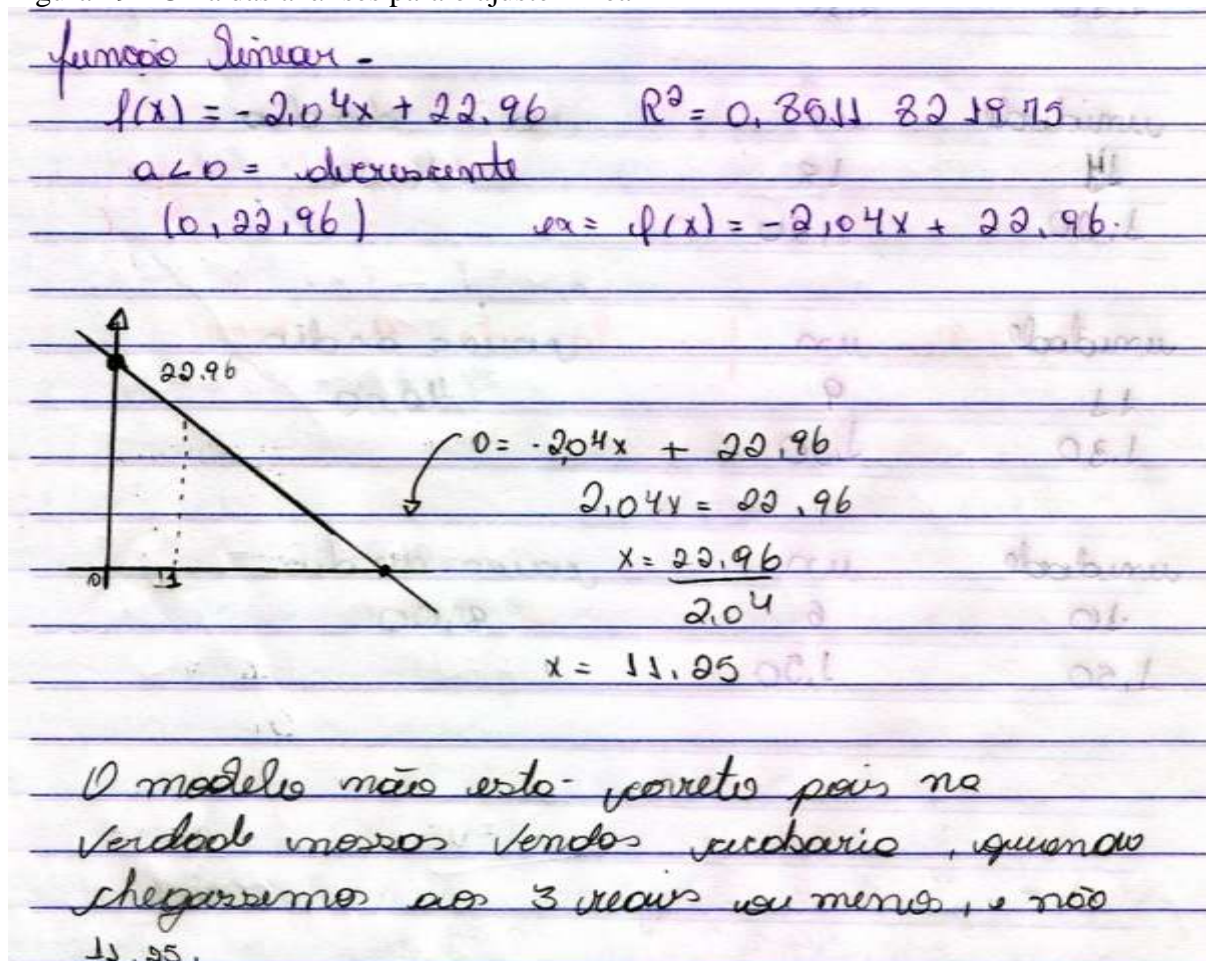 função linear -
f(x) = -2,04x + 22,96 R² = 0,8611 82 1975
a<0 = decrescente
(0,22,96) ex= f(x) = -2,04x + 22,96.
22,96
0 = -2,04x + 22,96
2,04x = 22,96
x = 22,96
2,04
0 11
x = 11,25
O modelo não esta- correto pois na
verdade nossas vendas acabaria, quando
chegassemos aos 3 reais ou menos, e não
11,25.